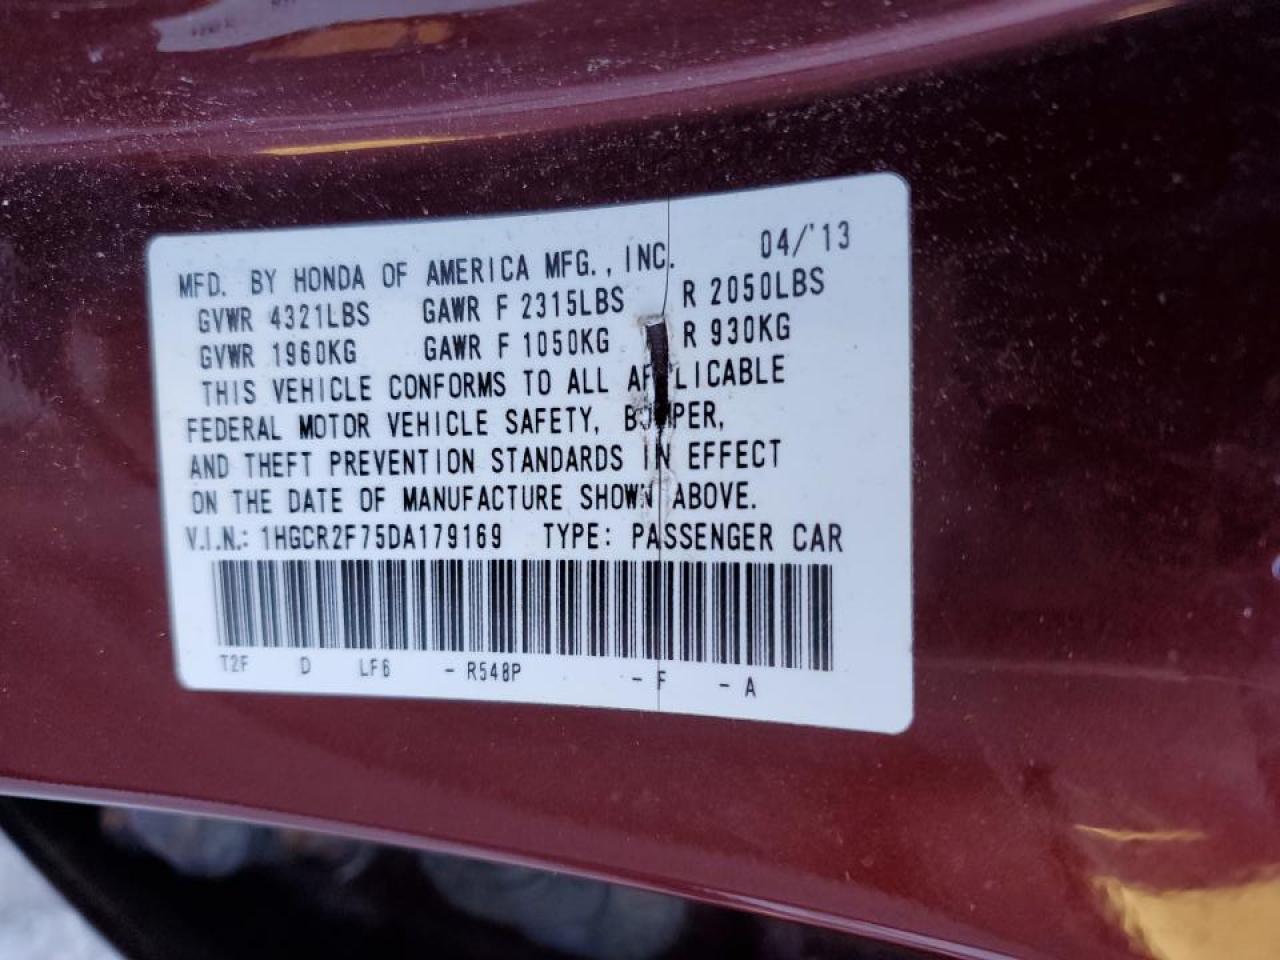 MFD. BY HONDA OF AMERICA MFG., INC. 04/'13
GVWR 4321LBS GAWR F 2315LBS R 2050LBS
GVWR 1960KG GAWR F 1050KG R 930KG
THIS VEHICLE CONFORMS TO ALL APPLICABLE
FEDERAL MOTOR VEHICLE SAFETY, BUMPER,
AND THEFT PREVENTION STANDARDS IN EFFECT
ON THE DATE OF MANUFACTURE SHOWN ABOVE.
V.I.N.: 1HGCR2F75DA179169 TYPE: PASSENGER CAR
T2F D LF6 - R548P - F - A